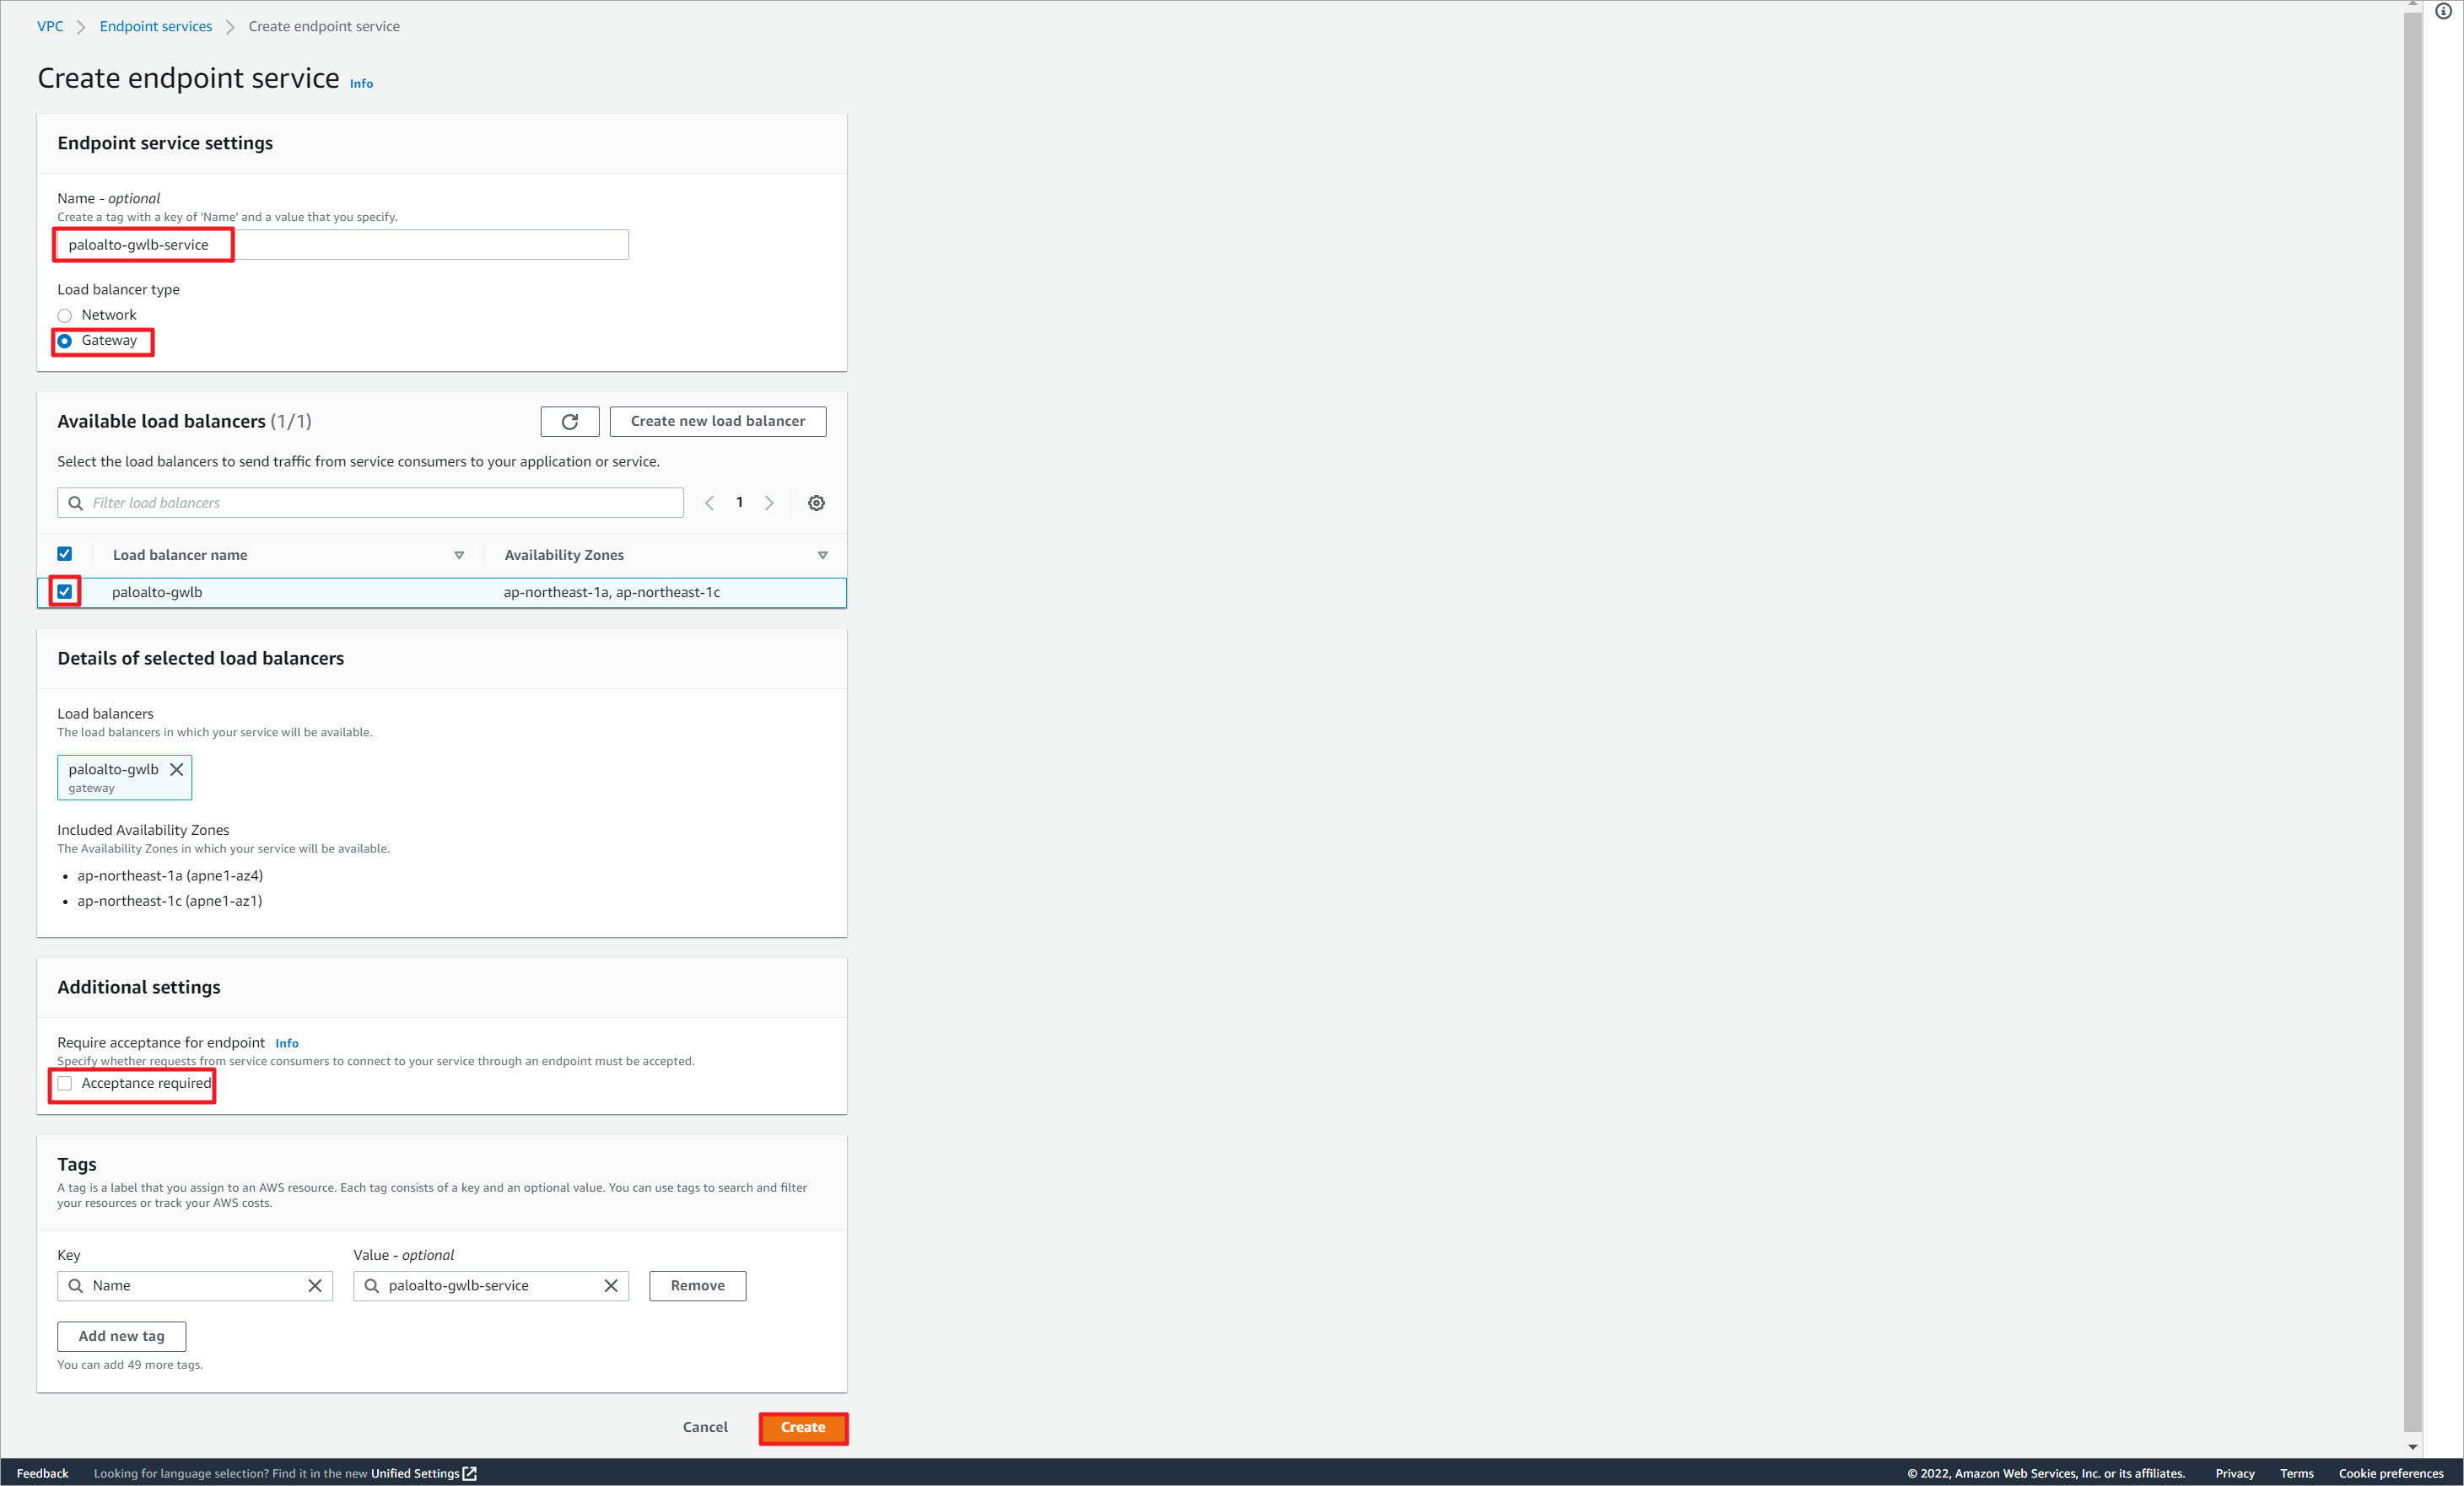 VPC > Endpoint services > Create endpoint service
Create endpoint service Info
Endpoint service settings
Name - optional
Create a tag with a key of 'Name' and a value that you specify.
paloalto-gwlb-service
Load balancer type
Network
Gateway
Available load balancers (1/1)
Create new load balancer
Select the load balancers to send traffic from service consumers to your application or service.
Filter load balancers
1
Load balancer name Availability Zones
paloalto-gwlb ap-northeast-1a, ap-northeast-1c
Details of selected load balancers
Load balancers
The load balancers in which your service will be available.
paloalto-gwlb
gateway
Included Availability Zones
The Availability Zones in which your service will be available.
• ap-northeast-1a (apne1-az4)
• ap-northeast-1c (apne1-az1)
Additional settings
Require acceptance for endpoint Info
Specify whether requests from service consumers to connect to your service through an endpoint must be accepted.
Acceptance required
Tags
A tag is a label that you assign to an AWS resource. Each tag consists of a key and an optional value. You can use tags to search and filter
your resources or track your AWS costs.
Key Value - optional
Name paloalto-gwlb-service Remove
Add new tag
You can add 49 more tags.
Cancel Create
Feedback Looking for language selection? Find it in the new Unified Settings © 2022, Amazon Web Services, Inc. or its affiliates. Privacy Terms Cookie preferences